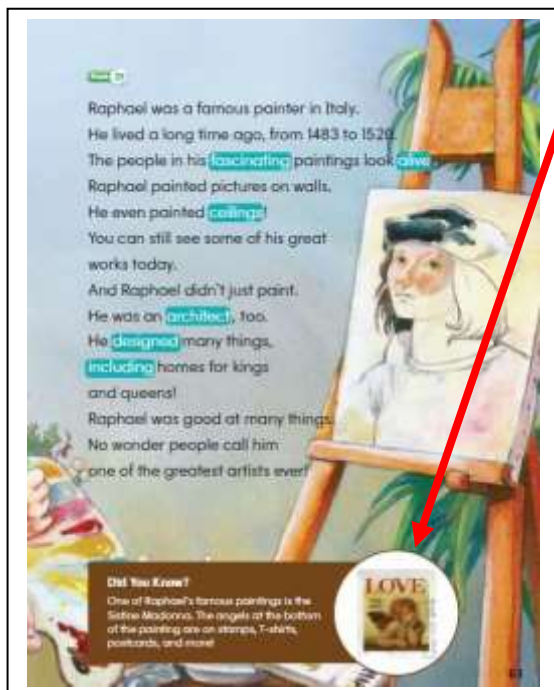 Raphael was a famous painter in Italy.
He lived a long time ago, from 1483 to 1520.
The people in his fascinating paintings look alive
Raphael painted pictures on walls.
He even painted ceilings!
You can still see some of his great
works today.
And Raphael didn't just paint.
He was an architect, too.
He designed many things,
including homes for kings
and queens!
Raphael was good at many things.
No wonder people call him
one of the greatest artists ever!
Did You Know?
One of Raphael's famous paintings is the
Sistine Madonna. The angels at the bottom
of the painting are on stamps, T-shirts,
postcards, and more!
LOVE
63